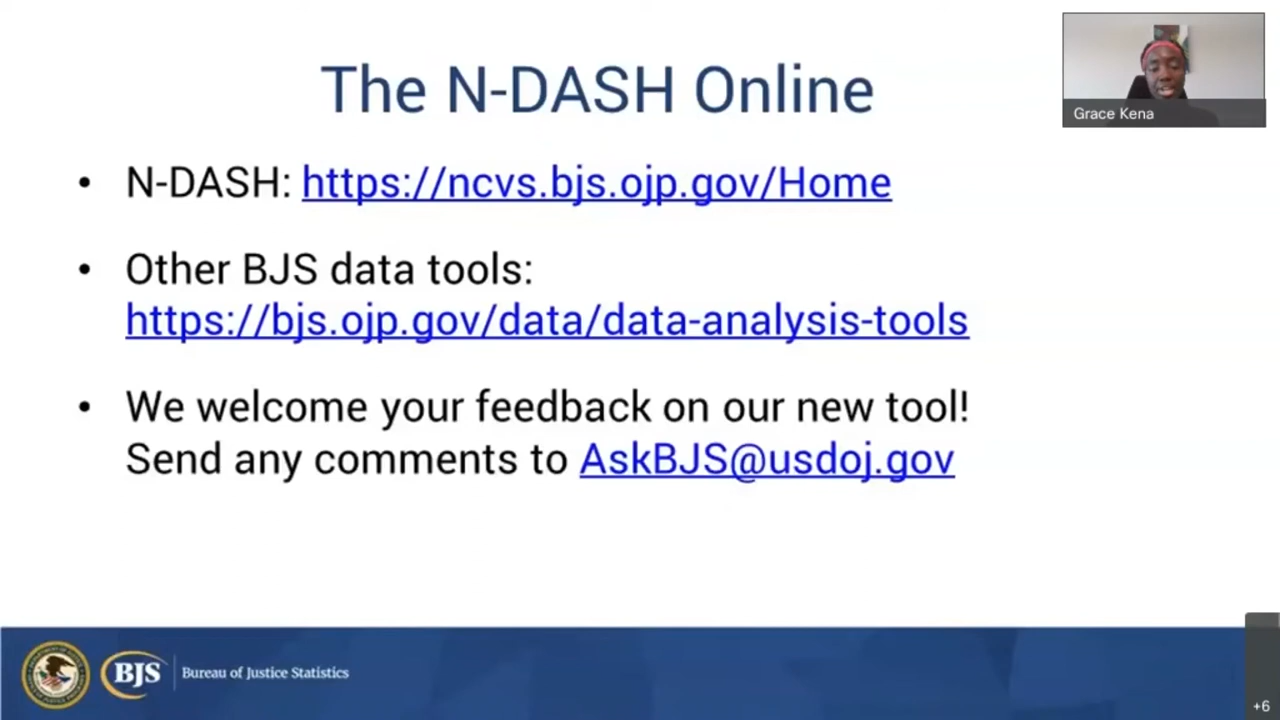 The N-DASH Online
Grace Kena
• N-DASH: https://ncvs.bjs.ojp.gov/Home
• Other BJS data tools:
https://bjs.ojp.gov/data/data-analysis-tools
• We welcome your feedback on our new tool!
Send any comments to AskBJS@usdoj.gov
BJS
Bureau of Justice Statistics
+6